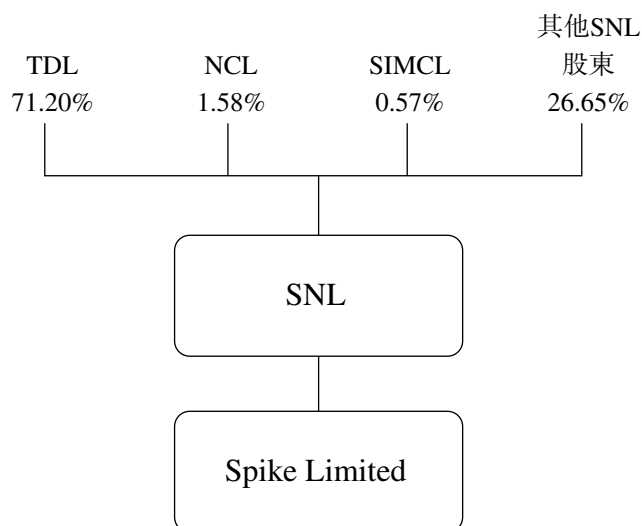 TDL
71.20%
NCL
1.58%
SIMCL
0.57%
其他SNL
股東
26.65%
SNL
Spike Limited